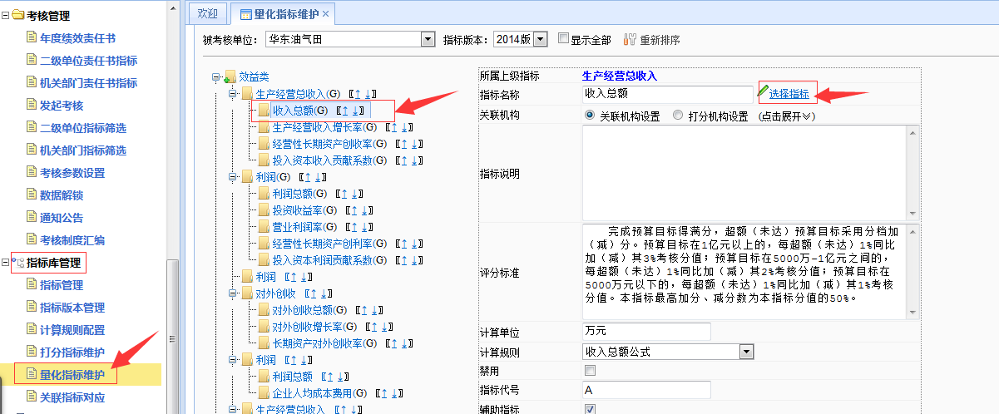 考核管理
年度绩效责任书
二级单位责任书指标
机关部门责任书指标
发起考核
二级单位指标筛选
机关部门指标筛选
考核参数设置
数据解锁
通知公告
考核制度汇编
指标库管理
指标管理
指标版本管理
计算规则配置
打分指标维护
量化指标维护
关联指标对应
欢迎
量化指标维护 ×
被考核单位： 华东油气田 指标版本： 2014版 显示全部 重新排序
效益类
生产经营总收入(G) 【↑ ↓】
收入总额(G) 【↑ ↓】
生产经营收入增长率(G) 【↑ ↓】
经营性长期资产创收率(G) 【↑ ↓】
投入资本收入贡献系数(G) 【↑ ↓】
利润(G) 【↑ ↓】
利润总额(G) 【↑ ↓】
投资收益率(G) 【↑ ↓】
营业利润率(G) 【↑ ↓】
经营性长期资产创利率(G) 【↑ ↓】
投入资本利润贡献系数(G) 【↑ ↓】
利润 【↑ ↓】
对外创收 【↑ ↓】
对外创收总额(G) 【↑ ↓】
对外创收增长率(G) 【↑ ↓】
长期资产对外创收率(G) 【↑ ↓】
利润 【↑ ↓】
利润总额 【↑ ↓】
企业人均成本费用(G) 【↑ ↓】
生产经营总收入 【↑ ↓】
所属上级指标 生产经营总收入
指标名称 收入总额 选择指标
关联机构 关联机构设置 打分机构设置 (点击展开)
指标说明
评分标准
完成预算目标得满分，超额（未达）预算目标采用分档加
（减）分。预算目标在1亿元以上的，每超额（未达）1%同比
加（减）其3%考核分值；预算目标在5000万-1亿元之间的，
每超额（未达）1%同比加（减）其2%考核分值；预算目标在
5000万元以下的，每超额（未达）1%同比加（减）其1%考核
分值。本指标最高加分、减分数为本指标分值的50%。
计算单位 万元
计算规则 收入总额公式
禁用
指标代号 A
辅助指标